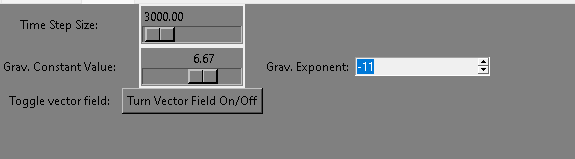 3000.00
Time Step Size:
6.67
Grav. Constant Value:
Grav. Exponent: -11
Toggle vector field: Turn Vector Field On/Off